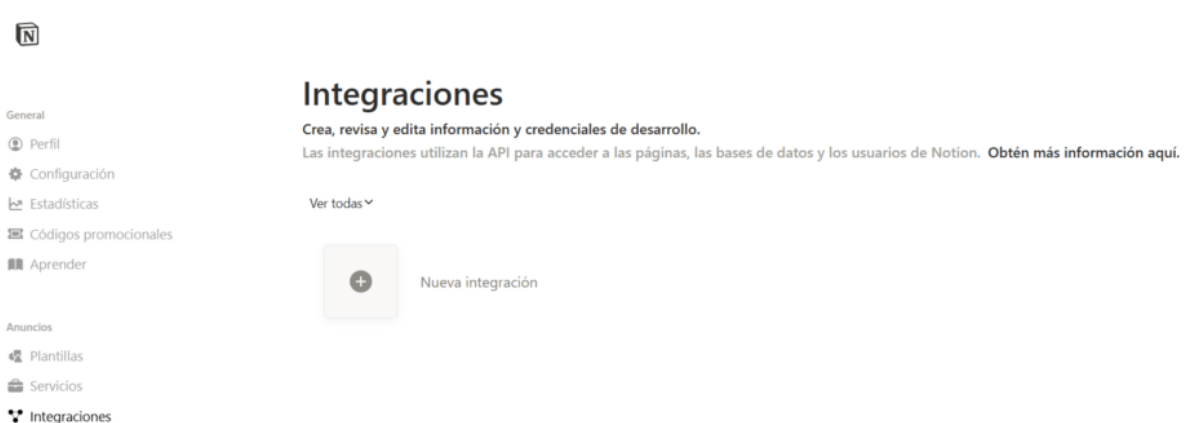 N
General
Perfil
Configuración
Estadísticas
Códigos promocionales
Aprender
Anuncios
Plantillas
Servicios
Integraciones
Integraciones
Crea, revisa y edita información y credenciales de desarrollo.
Las integraciones utilizan la API para acceder a las páginas, las bases de datos y los usuarios de Notion. Obtén más información aquí.
Ver todas
Nueva integración